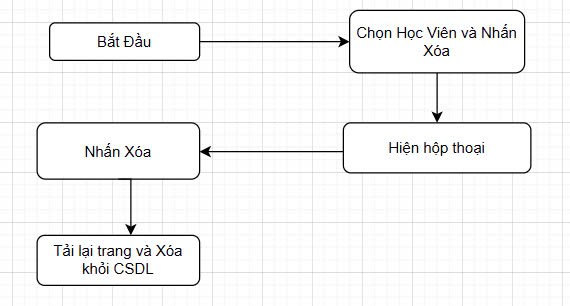 Bắt Đầu
Chọn Học Viên và Nhấn
Xóa
Hiện hộp thoại
Nhấn Xóa
Tải lại trang và Xóa
khỏi CSDL